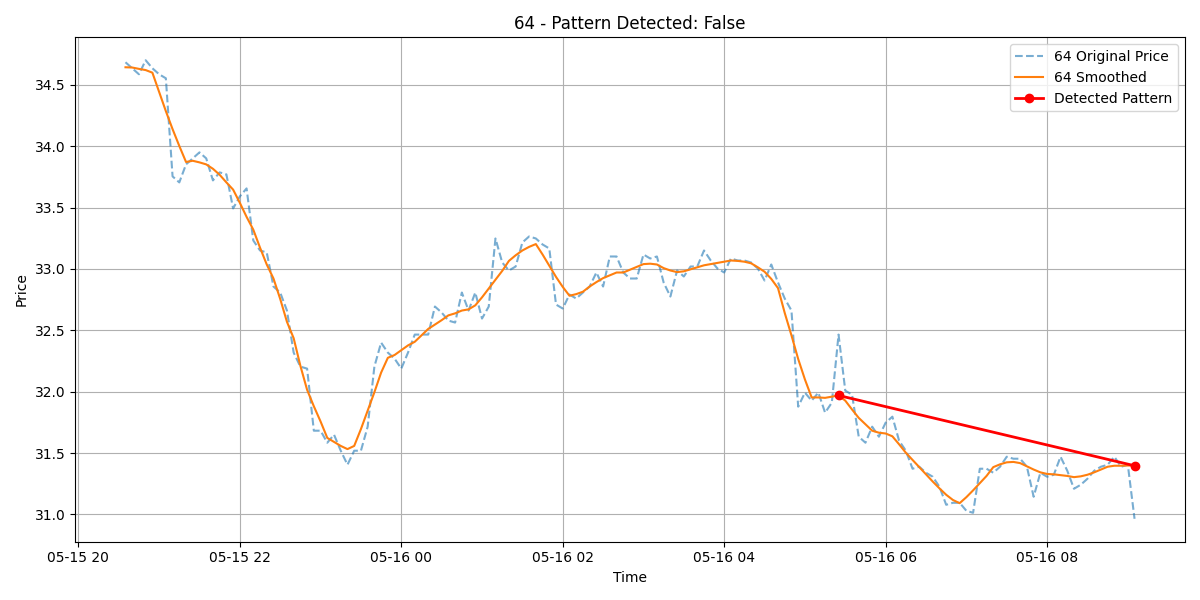 64 - Pattern Detected: False
64 Original Price
64 Smoothed
Detected Pattern
Price
34.5
34.0
33.5
33.0
32.5
32.0
31.5
31.0
05-15 20
05-15 22
05-16 00
05-16 02
05-16 04
05-16 06
05-16 08
Time